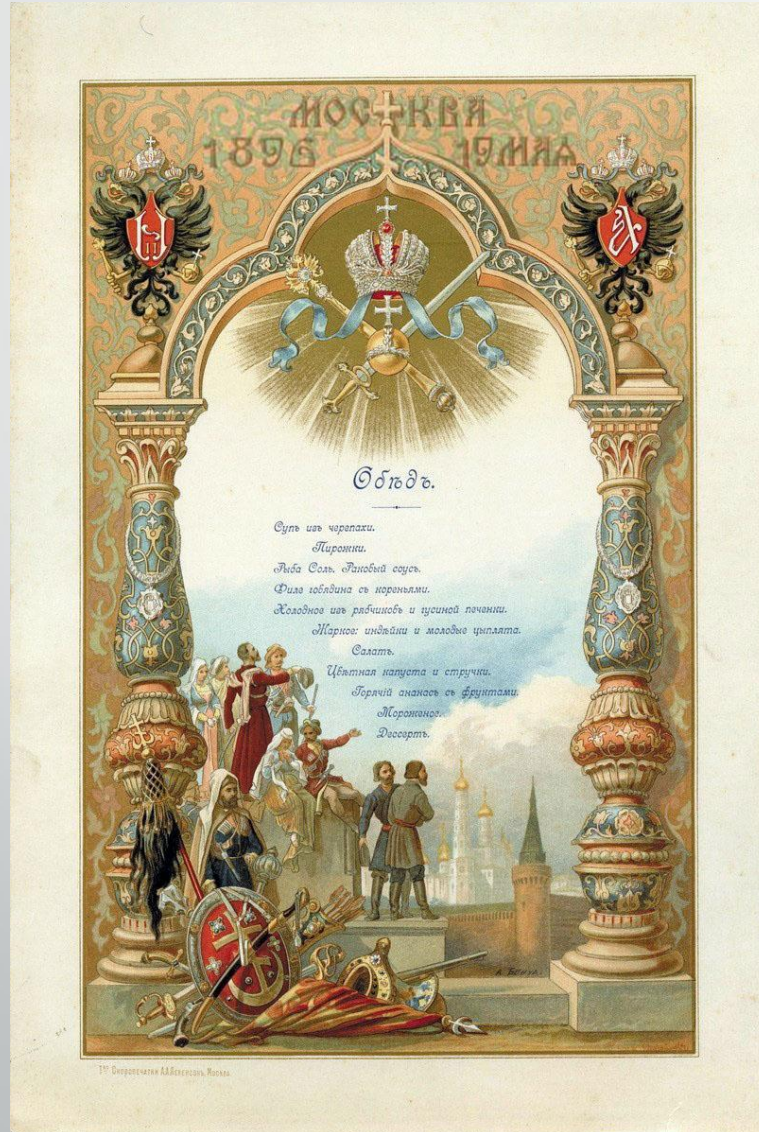 МОСКВА
1896 19 МАЯ
Обѣдъ.
Супъ изъ черепахи.
Пирожки.
Рыба Соль. Раковый соусъ.
Филе говядина съ кореньями.
Холодное изъ рябчиковъ и гусиной печенки.
Жаркое: индѣйки и молодые цыплята.
Салатъ.
Цвѣтная капуста и стручки.
Горячій ананасъ съ фруктами.
Мороженое.
Дессертъ.
Т-во Скоропечатни А.А.Левенсонъ, Москва.